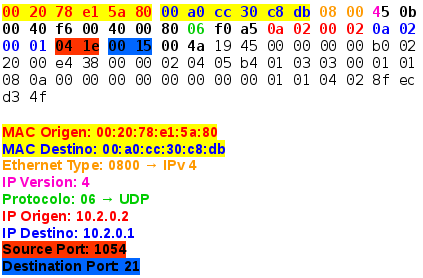 00 20 78 e1 5a 80 00 a0 cc 30 c8 db 08 00 45 0b
00 40 f6 00 40 00 80 06 f0 a5 0a 02 00 02 0a 02
00 01 04 1e 00 15 00 4a 19 45 00 00 00 00 b0 02
20 00 e4 38 00 00 02 04 05 b4 01 03 03 00 01 01
08 0a 00 00 00 00 00 00 00 00 01 01 04 02 8f ec
d3 4f
MAC Origen: 00:20:78:e1:5a:80
MAC Destino: 00:a0:cc:30:c8:db
Ethernet Type: 0800 → IPv 4
IP Version: 4
Protocolo: 06 → UDP
IP Origen: 10.2.0.2
IP Destino: 10.2.0.1
Source Port: 1054
Destination Port: 21